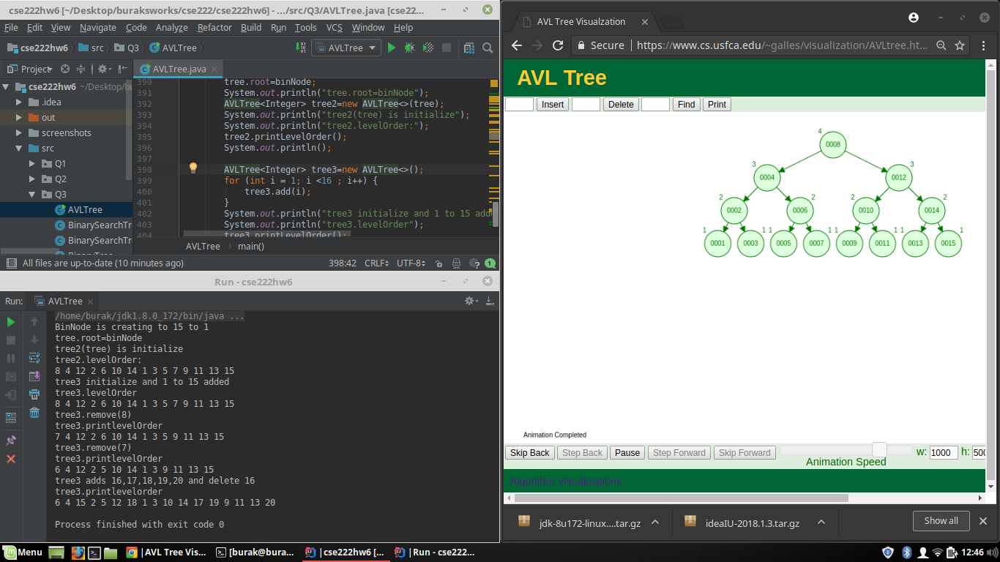 cse222hw6 [~/Desktop/buraksworks/cse222/cse222hw6] - .../src/Q3/AVLTree.java [cse22...
File Edit View Navigate Code Analyze Refactor Build Run Tools VCS Window Help
cse222hw6 src Q3 AVLTree AVLTree
Project AVLTree.java
cse222hw6 ~/Desktop/bu
.idea
out
screenshots
src
Q1
Q2
Q3
AVLTree
BinarySearchTr
BinarySearchTr
390 tree.root=binNode;
391 System.out.println("tree.root=binNode");
392 AVLTree<Integer> tree2=new AVLTree<>(tree);
393 System.out.println("tree2(tree) is initialize");
394 System.out.println("tree2.levelOrder:");
395 tree2.printLevelOrder();
396 System.out.println();
397
398 AVLTree<Integer> tree3=new AVLTree<>();
399 for (int i = 1; i <16 ; i++) {
400 tree3.add(i);
401 }
402 System.out.println("tree3 initialize and 1 to 15 add
403 System.out.println("tree3.levelOrder");
404 tree3.printLevelOrder();
AVLTree main()
All files are up-to-date (10 minutes ago) 398:42 CRLF UTF-8 1
Run - cse222hw6
Run: AVLTree
/home/burak/jdk1.8.0_172/bin/java ...
BinNode is creating to 15 to 1
tree.root=binNode
tree2(tree) is initialize
tree2.levelOrder:
8 4 12 2 6 10 14 1 3 5 7 9 11 13 15
tree3 initialize and 1 to 15 added
tree3.levelOrder
8 4 12 2 6 10 14 1 3 5 7 9 11 13 15
tree3.remove(8)
tree3.printlevelOrder
7 4 12 2 6 10 14 1 3 5 9 11 13 15
tree3.remove(7)
tree3.printlevelOrder
6 4 12 2 5 10 14 1 3 9 11 13 15
tree3 adds 16,17,18,19,20 and delete 16
tree3.printlevelorder
6 4 15 2 5 12 18 1 3 10 14 17 19 9 11 13 20
Process finished with exit code 0
AVL Tree Visualzation
Secure https://www.cs.usfca.edu/~galles/visualization/AVLtree.ht...
AVL Tree
Insert Delete Find Print
4
0008
3 3
0004 0012
2 2 2 2
0002 0006 0010 0014
1 1 1 1 1 1 1 1
0001 0003 0005 0007 0009 0011 0013 0015
Animation Completed
Skip Back Step Back Pause Step Forward Skip Forward w: 1000 h: 500
Animation Speed
Algorithm Visualizations
jdk-8u172-linux....tar.gz ideaIU-2018.1.3.tar.gz Show all
Menu AVL Tree Vis... [burak@bura... cse222hw6 [... Run - cse222... 12:46